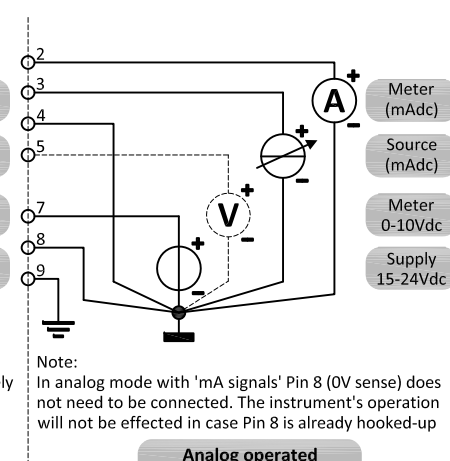 2
3
4
5
7
8
9
+
A
−
+
−
+
V
−
+
−
Meter
(mAdc)
Source
(mAdc)
Meter
0-10Vdc
Supply
15-24Vdc
Note:
ly
In analog mode with 'mA signals' Pin 8 (0V sense) does
not need to be connected. The instrument's operation
will not be effected in case Pin 8 is already hooked-up
Analog operated